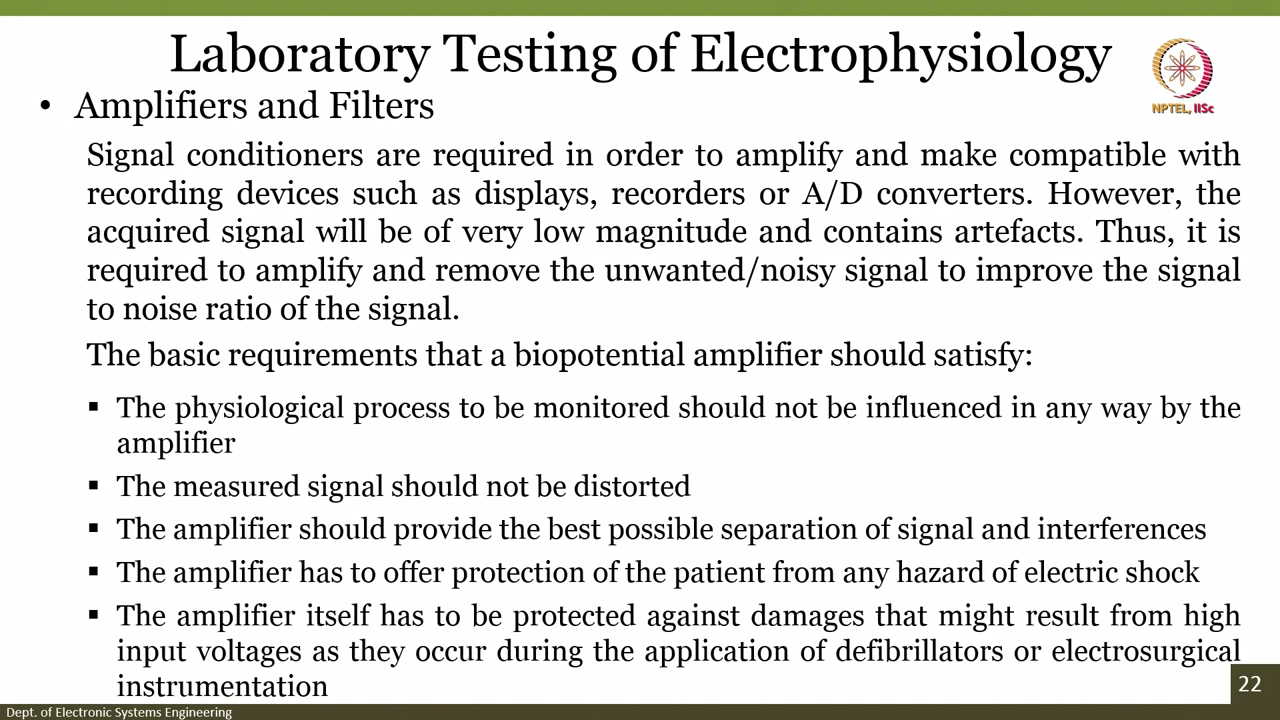 Laboratory Testing of Electrophysiology
NPTEL, IISc
• Amplifiers and Filters
Signal conditioners are required in order to amplify and make compatible with
recording devices such as displays, recorders or A/D converters. However, the
acquired signal will be of very low magnitude and contains artefacts. Thus, it is
required to amplify and remove the unwanted/noisy signal to improve the signal
to noise ratio of the signal.
The basic requirements that a biopotential amplifier should satisfy:
▪ The physiological process to be monitored should not be influenced in any way by the
amplifier
▪ The measured signal should not be distorted
▪ The amplifier should provide the best possible separation of signal and interferences
▪ The amplifier has to offer protection of the patient from any hazard of electric shock
▪ The amplifier itself has to be protected against damages that might result from high
input voltages as they occur during the application of defibrillators or electrosurgical
instrumentation
22
Dept. of Electronic Systems Engineering